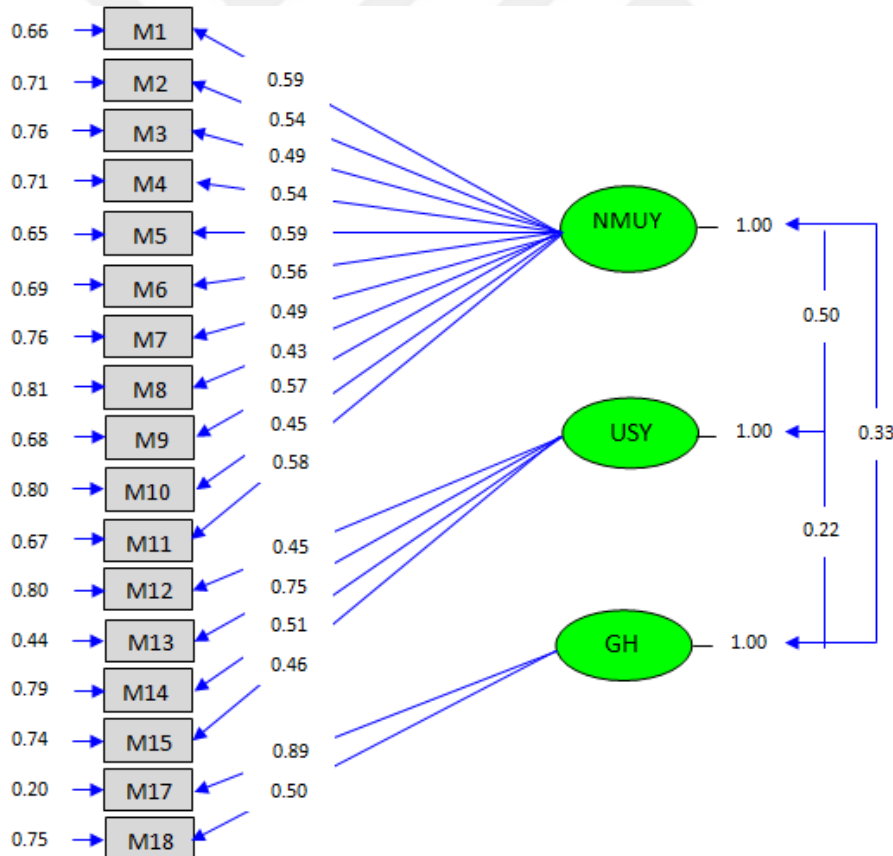 0.66 M1
0.59
0.71 M2
0.54
0.76 M3
0.49
0.71 M4
0.54
0.65 M5
0.59
NMUY 1.00
0.56
0.69 M6
0.49
0.50
0.76 M7
0.43
0.81 M8
0.57
0.68 M9
0.45
USY 1.00 0.33
0.58
0.80 M10
0.67 M11
0.45
0.22
0.80 M12
0.75
0.51
0.44 M13
0.46
GH 1.00
0.79 M14
0.74 M15
0.89
0.20 M17
0.50
0.75 M18